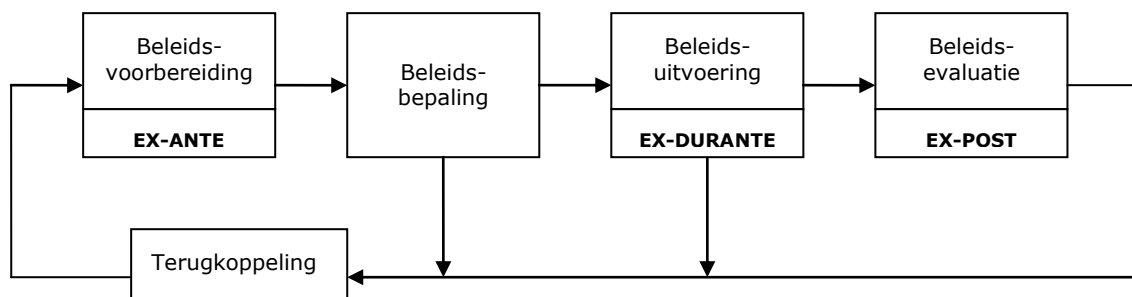 Beleids-
voorbereiding
EX-ANTE
Beleids-
bepaling
Beleids-
uitvoering
EX-DURANTE
Beleids-
evaluatie
EX-POST
Terugkoppeling